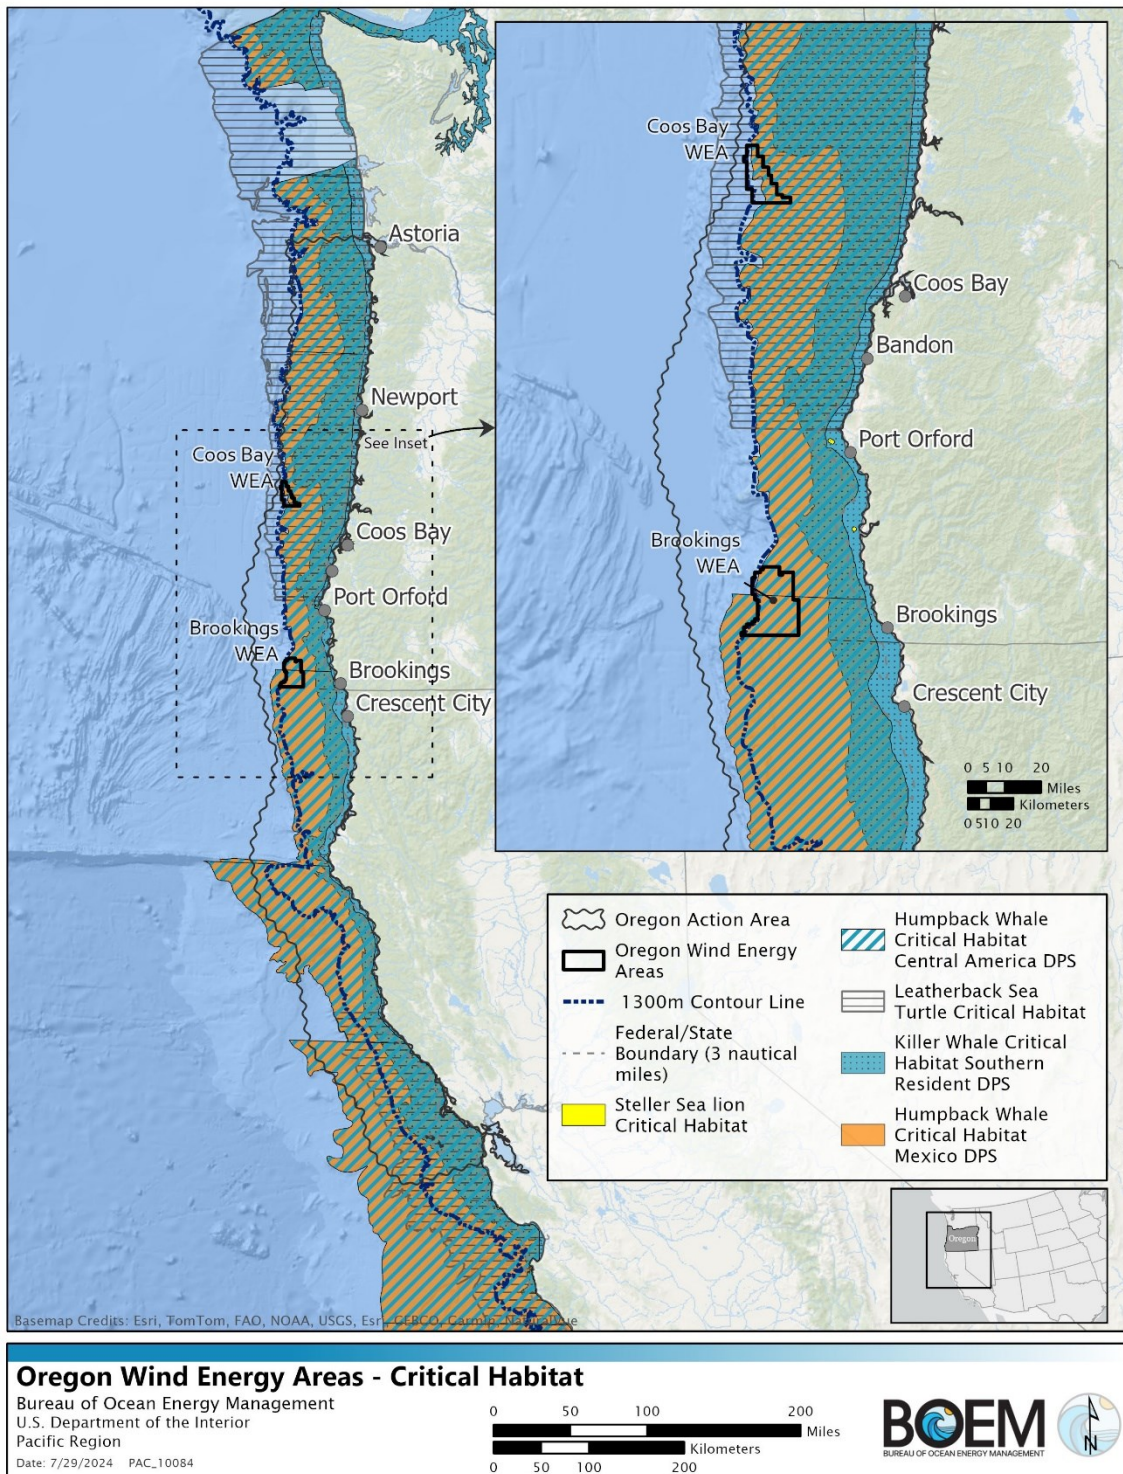 Astoria
Newport
See Inset
Coos Bay
WEA
Coos Bay
Port Orford
Brookings
WEA
Brookings
Crescent City
Coos Bay
WEA
Coos Bay
Bandon
Port Orford
Brookings
WEA
Brookings
Crescent City
0 5 10 20
Miles
Kilometers
0 5 10 20
Oregon Action Area
Oregon Wind Energy
Areas
1300m Contour Line
Federal/State
Boundary (3 nautical
miles)
Steller Sea lion
Critical Habitat
Humpback Whale
Critical Habitat
Central America DPS
Leatherback Sea
Turtle Critical Habitat
Killer Whale Critical
Habitat Southern
Resident DPS
Humpback Whale
Critical Habitat
Mexico DPS
Oregon
Basemap Credits: Esri, TomTom, FAO, NOAA, USGS, Esri, GEBCO, Garmin, NaturalVue
Oregon Wind Energy Areas - Critical Habitat
Bureau of Ocean Energy Management
U.S. Department of the Interior
Pacific Region
Date: 7/29/2024 PAC_10084
0 50 100 200
Miles
Kilometers
0 50 100 200
BOEM
BUREAU OF OCEAN ENERGY MANAGEMENT
N